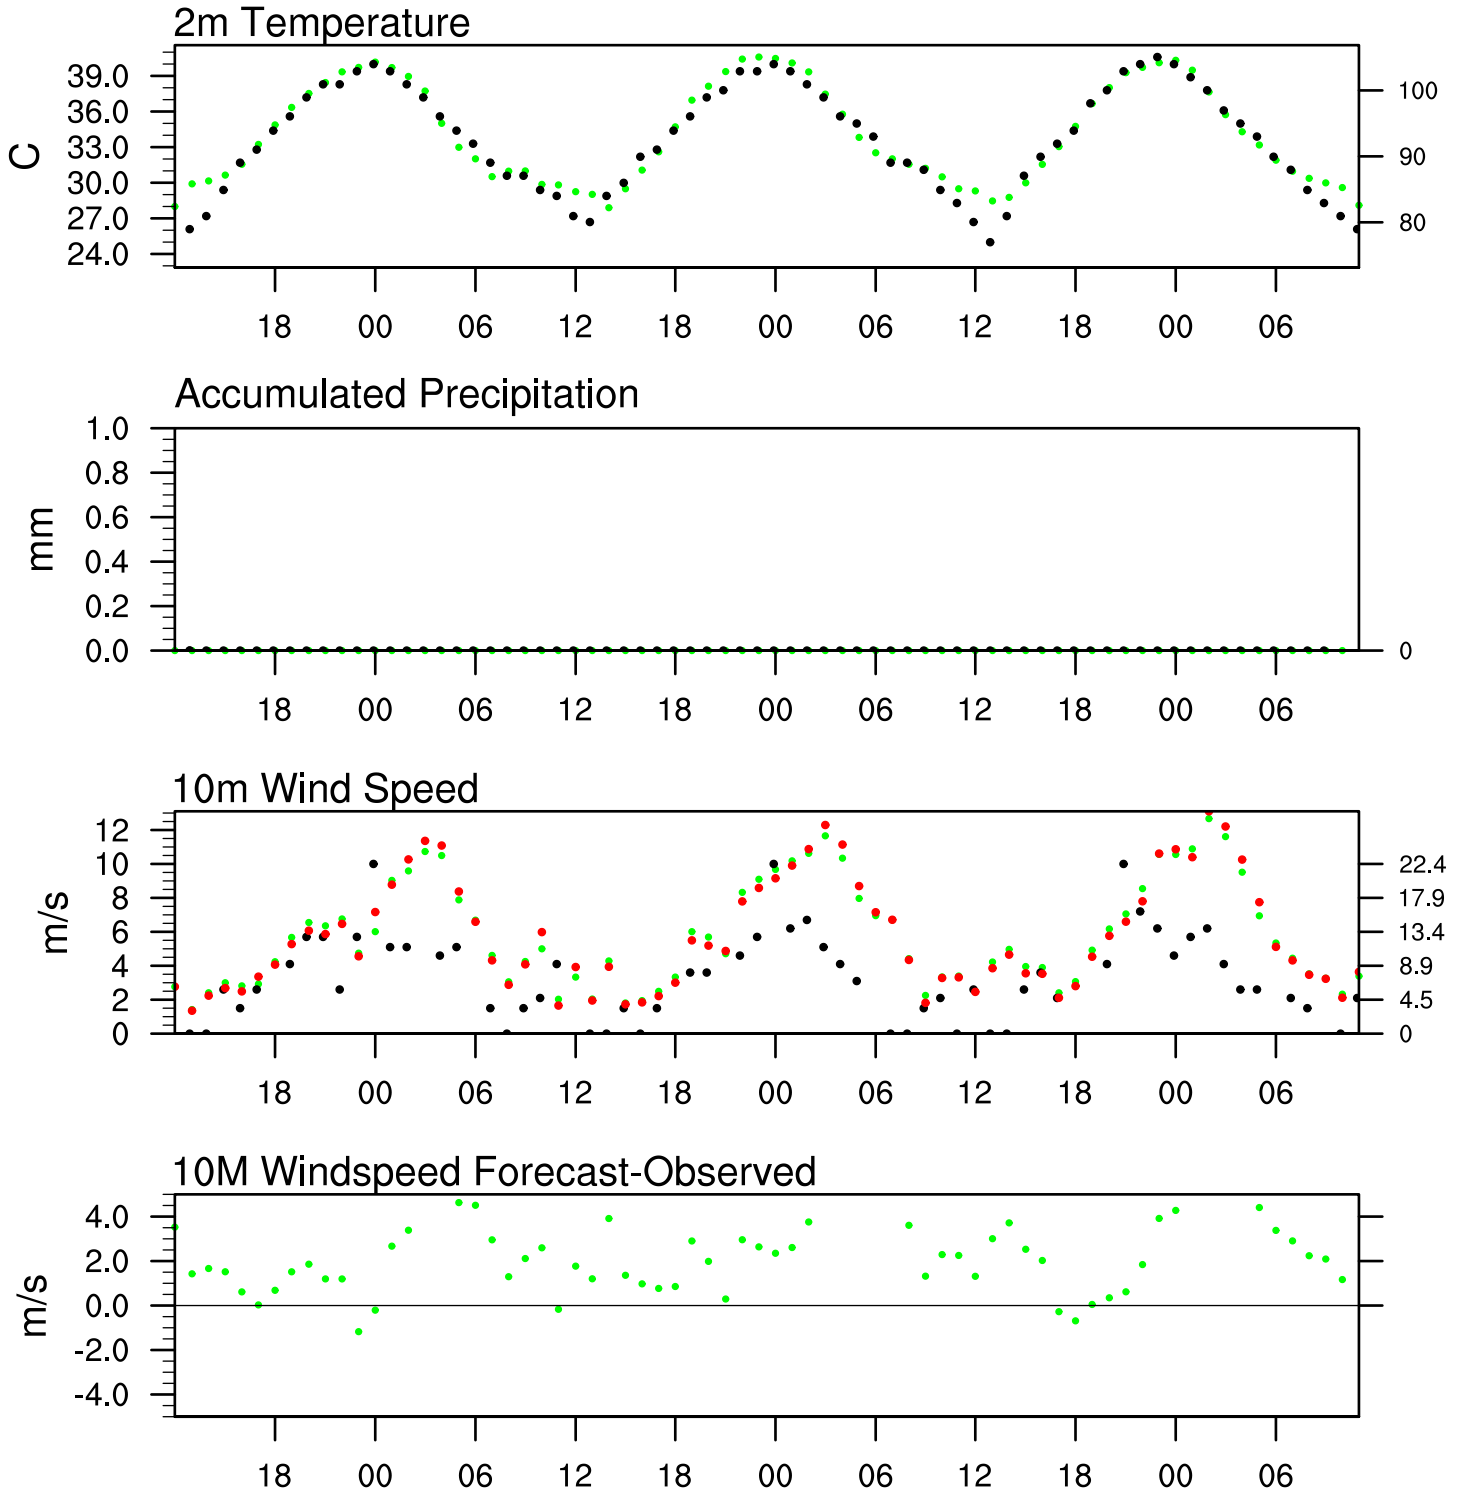 2m Temperature
39.0
36.0
33.0
30.0
27.0
24.0
C
100
90
80
18 00 06 12 18 00 06 12 18 00 06
Accumulated Precipitation
1.0
0.8
0.6
0.4
0.2
0.0
mm
0
18 00 06 12 18 00 06 12 18 00 06
10m Wind Speed
12
10
8
6
4
2
0
m/s
22.4
17.9
13.4
8.9
4.5
0
18 00 06 12 18 00 06 12 18 00 06
10M Windspeed Forecast-Observed
4.0
2.0
0.0
-2.0
-4.0
m/s
18 00 06 12 18 00 06 12 18 00 06